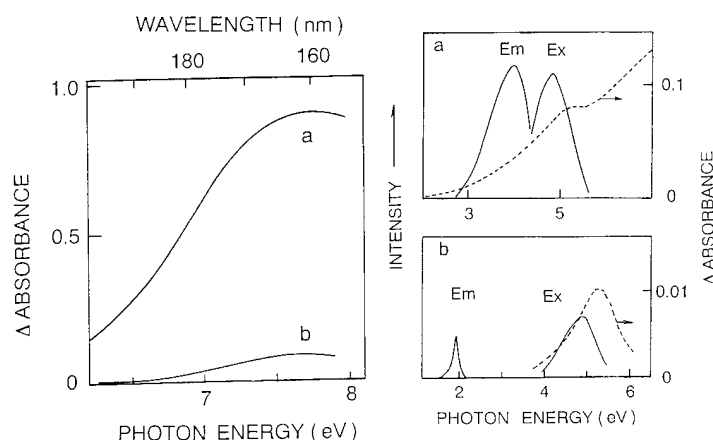 WAVELENGTH (nm)
180 160
1.0
0.5
0
a
b
7 8
PHOTON ENERGY (eV)
Δ ABSORBANCE
a
Em Ex
0.1
0
3 5
INTENSITY
Δ ABSORBANCE
b
Em Ex
0.01
0
2 4 6
PHOTON ENERGY (eV)